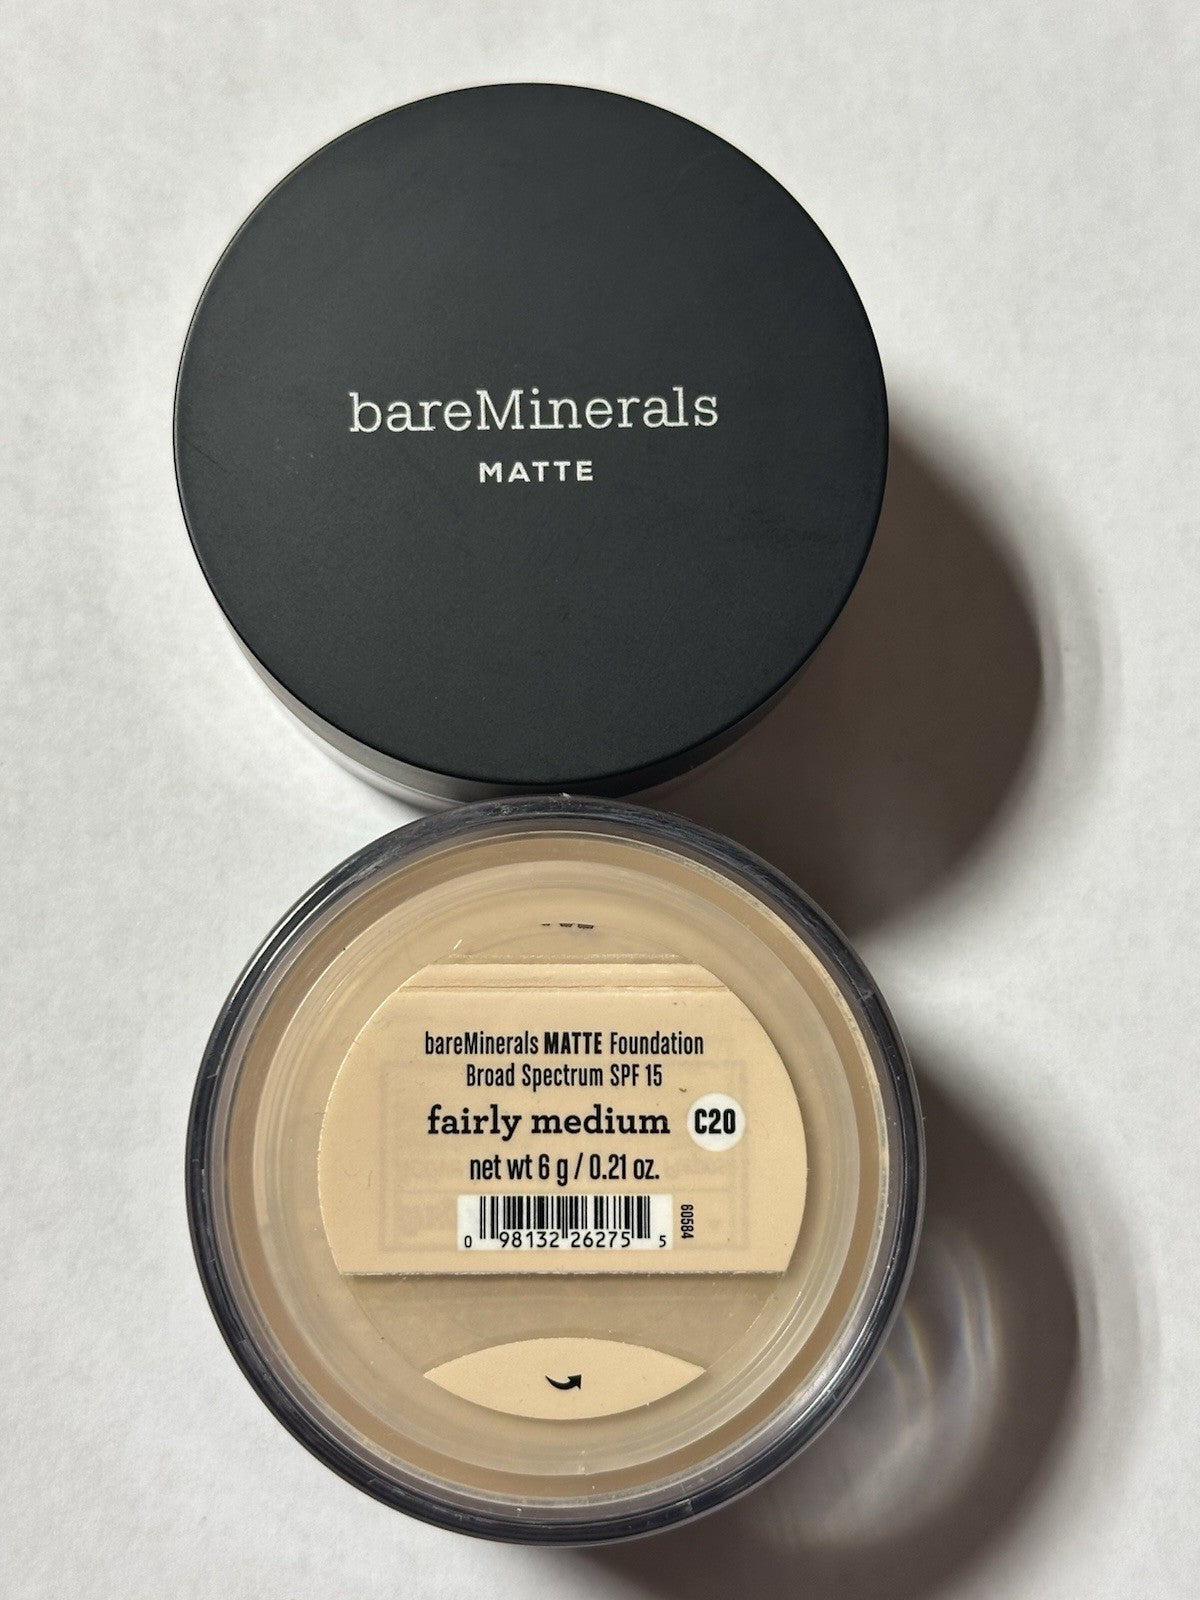 bareMinerals
MATTE
bareMinerals MATTE Foundation
Broad Spectrum SPF 15
fairly medium C20
net wt 6 g / 0.21 oz.
0 98132 26275 5
60584